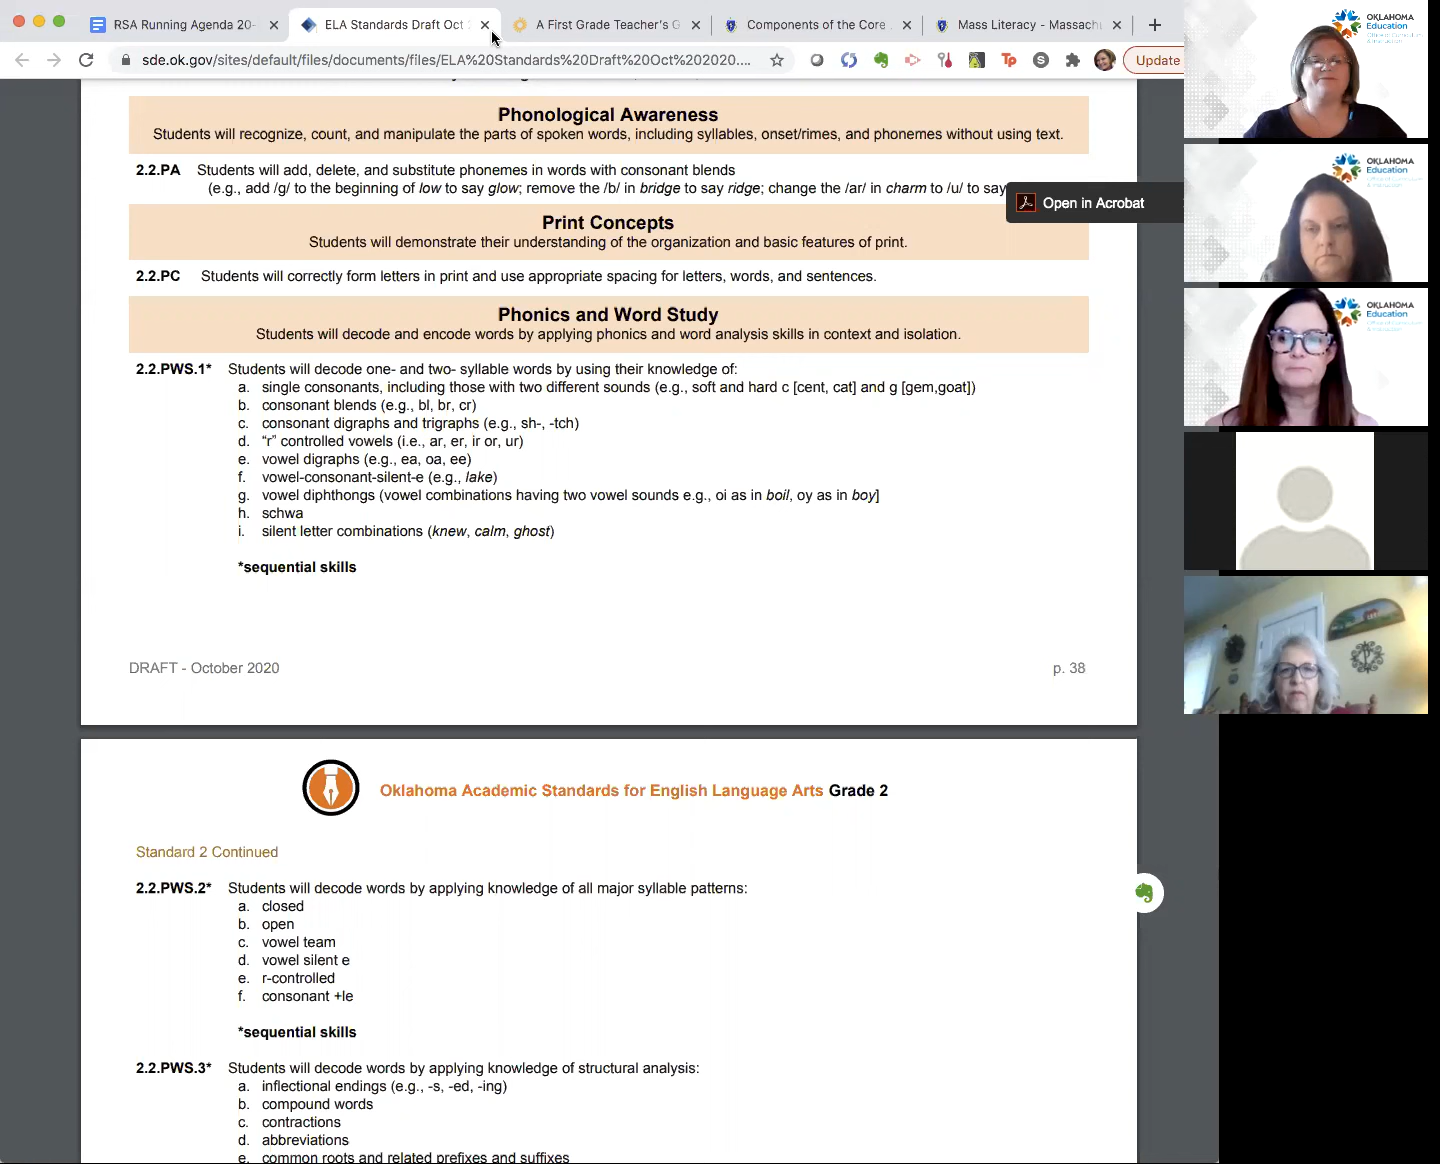 RSA Running Agenda 20-
ELA Standards Draft Oct
A First Grade Teacher's G
Components of the Core
Mass Literacy - Massachu
sde.ok.gov/sites/default/files/documents/files/ELA%20Standards%20Draft%20Oct%202020....
Update
Phonological Awareness
Students will recognize, count, and manipulate the parts of spoken words, including syllables, onset/rimes, and phonemes without using text.
2.2.PA Students will add, delete, and substitute phonemes in words with consonant blends
(e.g., add /g/ to the beginning of low to say glow; remove the /b/ in bridge to say ridge; change the /ar/ in charm to /u/ to say
Open in Acrobat
Print Concepts
Students will demonstrate their understanding of the organization and basic features of print.
2.2.PC Students will correctly form letters in print and use appropriate spacing for letters, words, and sentences.
Phonics and Word Study
Students will decode and encode words by applying phonics and word analysis skills in context and isolation.
2.2.PWS.1* Students will decode one- and two- syllable words by using their knowledge of:
a. single consonants, including those with two different sounds (e.g., soft and hard c [cent, cat] and g [gem,goat])
b. consonant blends (e.g., bl, br, cr)
c. consonant digraphs and trigraphs (e.g., sh-, -tch)
d. “r” controlled vowels (i.e., ar, er, ir or, ur)
e. vowel digraphs (e.g., ea, oa, ee)
f. vowel-consonant-silent-e (e.g., lake)
g. vowel diphthongs (vowel combinations having two vowel sounds e.g., oi as in boil, oy as in boy]
h. schwa
i. silent letter combinations (knew, calm, ghost)
*sequential skills
DRAFT - October 2020
p. 38
Oklahoma Academic Standards for English Language Arts Grade 2
Standard 2 Continued
2.2.PWS.2* Students will decode words by applying knowledge of all major syllable patterns:
a. closed
b. open
c. vowel team
d. vowel silent e
e. r-controlled
f. consonant +le
*sequential skills
2.2.PWS.3* Students will decode words by applying knowledge of structural analysis:
a. inflectional endings (e.g., -s, -ed, -ing)
b. compound words
c. contractions
d. abbreviations
e. common roots and related prefixes and suffixes
OKLAHOMA
Education
OKLAHOMA
Education
OKLAHOMA
Education